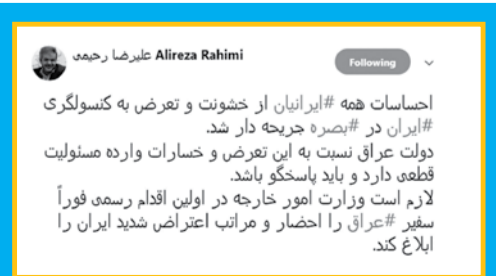 علیرضا رحیمی Alireza Rahimi
Following
احساسات همه #ایرانیان از خشونت و تعرض به کنسولگری
#ایران در #بصره جریحه دار شد.
دولت عراق نسبت به این تعرض و خسارات وارده مسئولیت
قطعی دارد و باید پاسخگو باشد.
لازم است وزارت امور خارجه در اولین اقدام رسمی فوراً
سفیر #عراق را احضار و مراتب اعتراض شدید ایران را
ابلاغ کند.